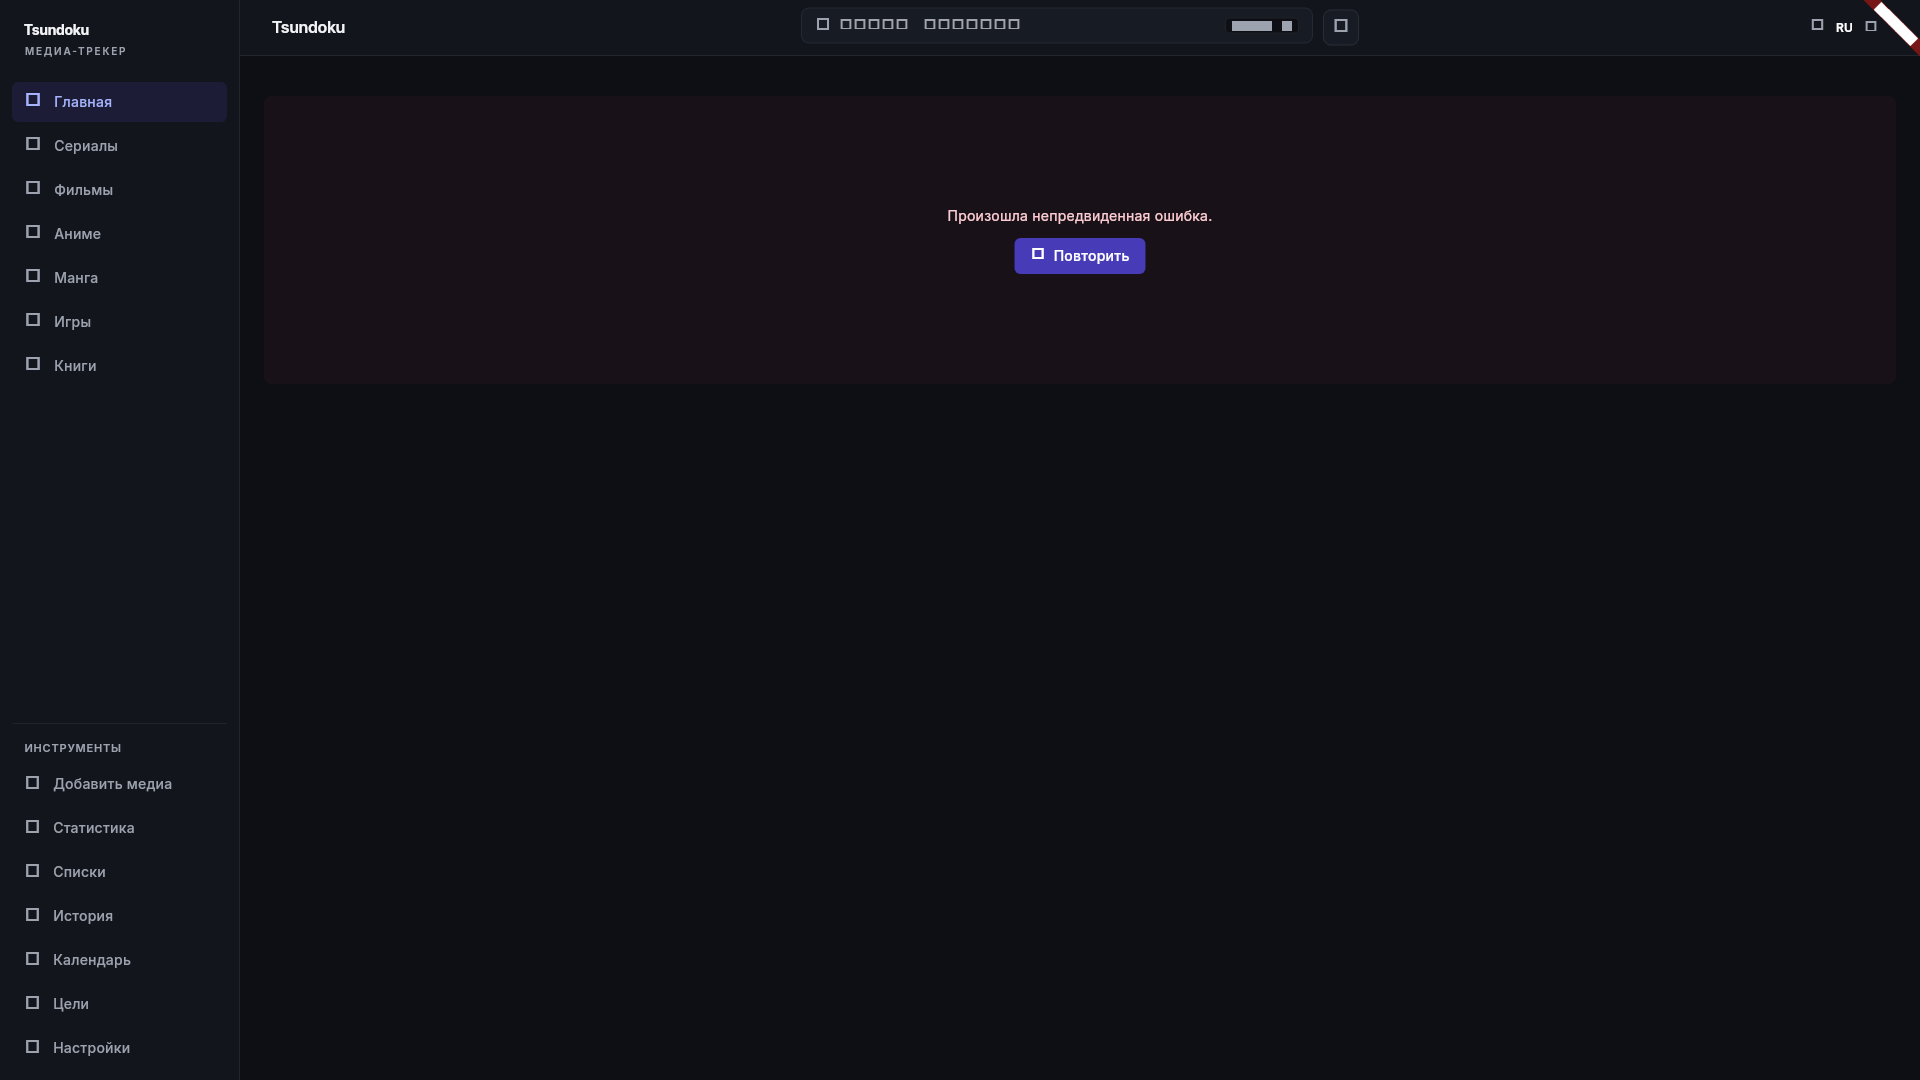 Tsundoku
МЕДИА-ТРЕКЕР
Главная
Сериалы
Фильмы
Аниме
Манга
Игры
Книги
ИНСТРУМЕНТЫ
Добавить медиа
Статистика
Списки
История
Календарь
Цели
Настройки
Tsundoku
RU
Произошла непредвиденная ошибка.
Повторить